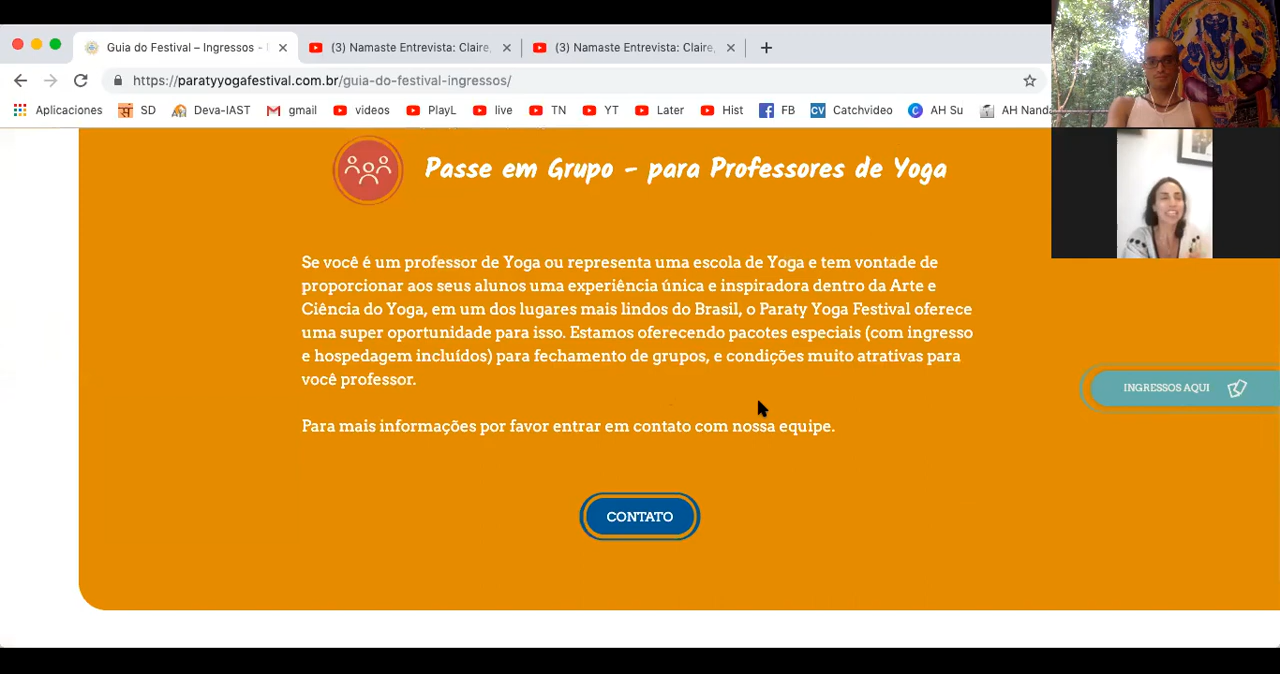 Guia do Festival – Ingressos -
(3) Namaste Entrevista: Claire,
(3) Namaste Entrevista: Claire,
https://paratyyogafestival.com.br/guia-do-festival-ingressos/
Aplicaciones SD Deva-IAST gmail videos PlayL live TN YT Later Hist FB Catchvideo AH Su AH Nanda
Passe em Grupo - para Professores de Yoga
Se você é um professor de Yoga ou representa uma escola de Yoga e tem vontade de
proporcionar aos seus alunos uma experiência única e inspiradora dentro da Arte e
Ciência do Yoga, em um dos lugares mais lindos do Brasil, o Paraty Yoga Festival oferece
uma super oportunidade para isso. Estamos oferecendo pacotes especiais (com ingresso
e hospedagem incluídos) para fechamento de grupos, e condições muito atrativas para
você professor.
Para mais informações por favor entrar em contato com nossa equipe.
INGRESSOS AQUI
CONTATO